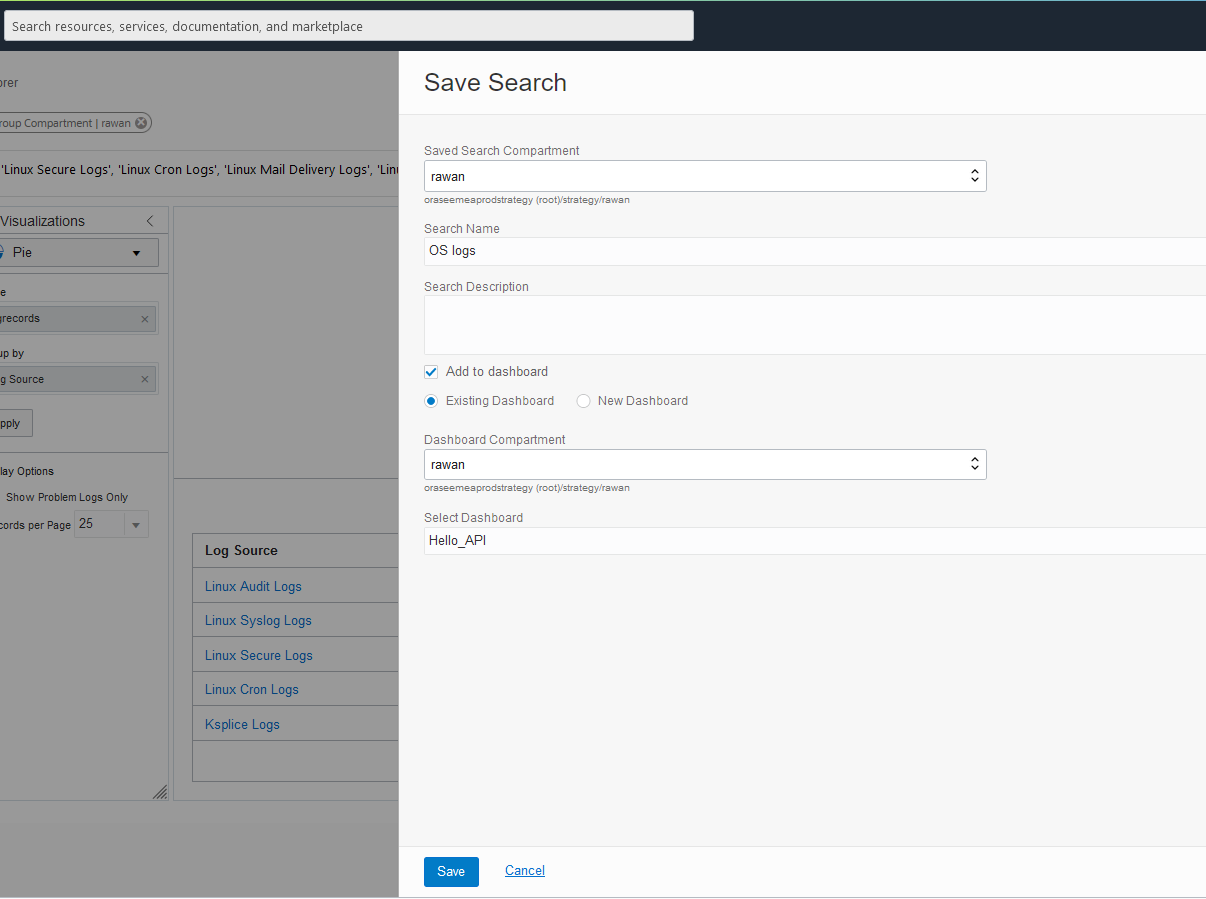 Search resources, services, documentation, and marketplace
orer
roup Compartment | rawan
'Linux Secure Logs', 'Linux Cron Logs', 'Linux Mail Delivery Logs', 'Lin
Visualizations
Pie
e
grecords
up by
g Source
pply
lay Options
Show Problem Logs Only
cords per Page 25
Log Source
Linux Audit Logs
Linux Syslog Logs
Linux Secure Logs
Linux Cron Logs
Ksplice Logs
Save Search
Saved Search Compartment
rawan
oraseemeaprodstrategy (root)/strategy/rawan
Search Name
OS logs
Search Description
Add to dashboard
Existing Dashboard New Dashboard
Dashboard Compartment
rawan
oraseemeaprodstrategy (root)/strategy/rawan
Select Dashboard
Hello_API
Save Cancel